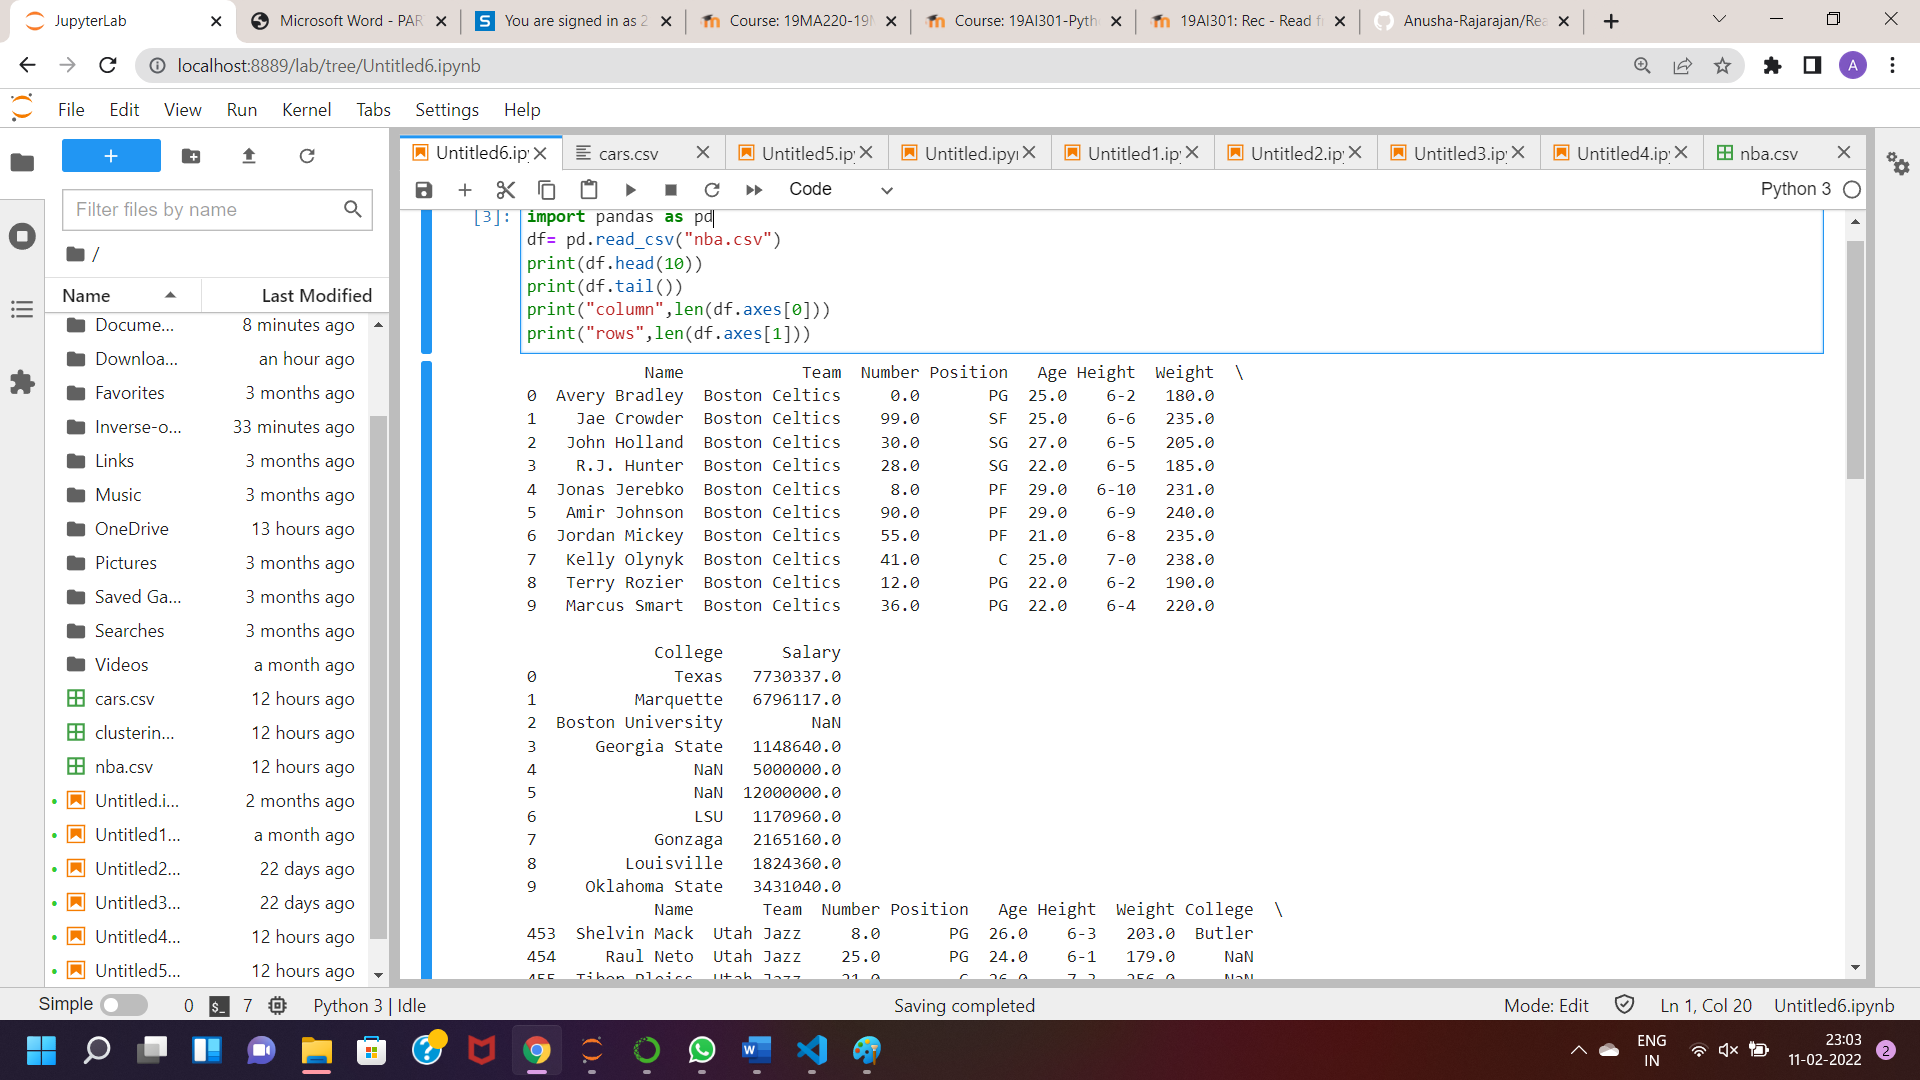 JupyterLab
Microsoft Word - PAR
You are signed in as 2
Course: 19MA220-19M
Course: 19AI301-Pyth
19AI301: Rec - Read f
Anusha-Rajarajan/Rea
localhost:8889/lab/tree/Untitled6.ipynb
A
File Edit View Run Kernel Tabs Settings Help
Untitled6.ipy
cars.csv
Untitled5.ip
Untitled.ipyn
Untitled1.ip
Untitled2.ip
Untitled3.ip
Untitled4.ip
nba.csv
Code
Python 3
Filter files by name
/
Name Last Modified
Docume... 8 minutes ago
Downloa... an hour ago
Favorites 3 months ago
Inverse-o... 33 minutes ago
Links 3 months ago
Music 3 months ago
OneDrive 13 hours ago
Pictures 3 months ago
Saved Ga... 3 months ago
Searches 3 months ago
Videos a month ago
cars.csv 12 hours ago
clusterin... 12 hours ago
nba.csv 12 hours ago
Untitled.i... 2 months ago
Untitled1... a month ago
Untitled2... 22 days ago
Untitled3... 22 days ago
Untitled4... 12 hours ago
Untitled5... 12 hours ago
[3]: import pandas as pd
df= pd.read_csv("nba.csv")
print(df.head(10))
print(df.tail())
print("column",len(df.axes[0]))
print("rows",len(df.axes[1]))
Name Team Number Position Age Height Weight \
0 Avery Bradley Boston Celtics 0.0 PG 25.0 6-2 180.0
1 Jae Crowder Boston Celtics 99.0 SF 25.0 6-6 235.0
2 John Holland Boston Celtics 30.0 SG 27.0 6-5 205.0
3 R.J. Hunter Boston Celtics 28.0 SG 22.0 6-5 185.0
4 Jonas Jerebko Boston Celtics 8.0 PF 29.0 6-10 231.0
5 Amir Johnson Boston Celtics 90.0 PF 29.0 6-9 240.0
6 Jordan Mickey Boston Celtics 55.0 PF 21.0 6-8 235.0
7 Kelly Olynyk Boston Celtics 41.0 C 25.0 7-0 238.0
8 Terry Rozier Boston Celtics 12.0 PG 22.0 6-2 190.0
9 Marcus Smart Boston Celtics 36.0 PG 22.0 6-4 220.0
College Salary
0 Texas 7730337.0
1 Marquette 6796117.0
2 Boston University NaN
3 Georgia State 1148640.0
4 NaN 5000000.0
5 NaN 12000000.0
6 LSU 1170960.0
7 Gonzaga 2165160.0
8 Louisville 1824360.0
9 Oklahoma State 3431040.0
Name Team Number Position Age Height Weight College \
453 Shelvin Mack Utah Jazz 8.0 PG 26.0 6-3 203.0 Butler
454 Raul Neto Utah Jazz 25.0 PG 24.0 6-1 179.0 NaN
455 Tibor Pleiss Utah Jazz 21.0 C 26.0 7-3 256.0 NaN
Simple 0 7 Python 3 | Idle Saving completed Mode: Edit Ln 1, Col 20 Untitled6.ipynb
ENG
IN
23:03
11-02-2022
2